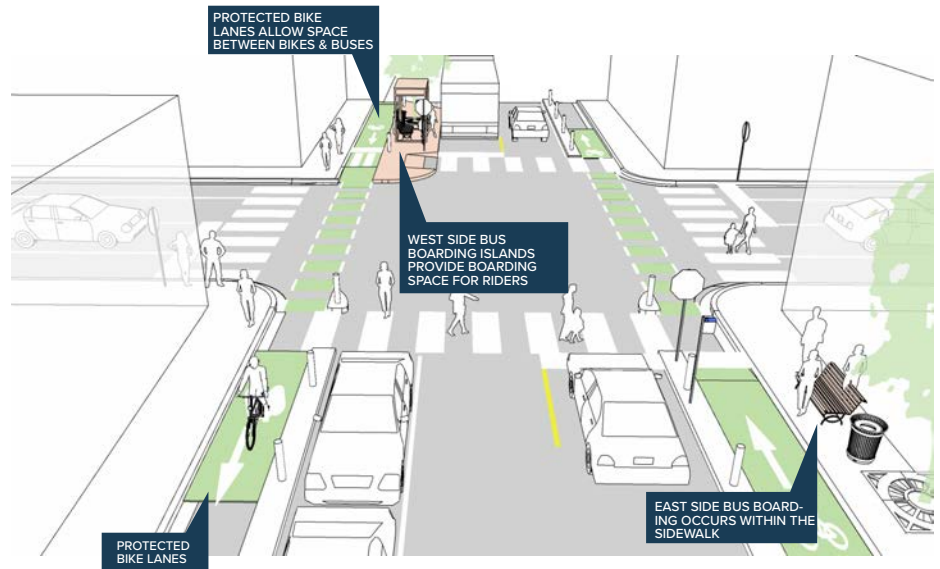 PROTECTED BIKE
LANES ALLOW SPACE
BETWEEN BIKES & BUSES
WEST SIDE BUS
BOARDING ISLANDS
PROVIDE BOARDING
SPACE FOR RIDERS
EAST SIDE BUS BOARD-
ING OCCURS WITHIN THE
SIDEWALK
PROTECTED
BIKE LANES